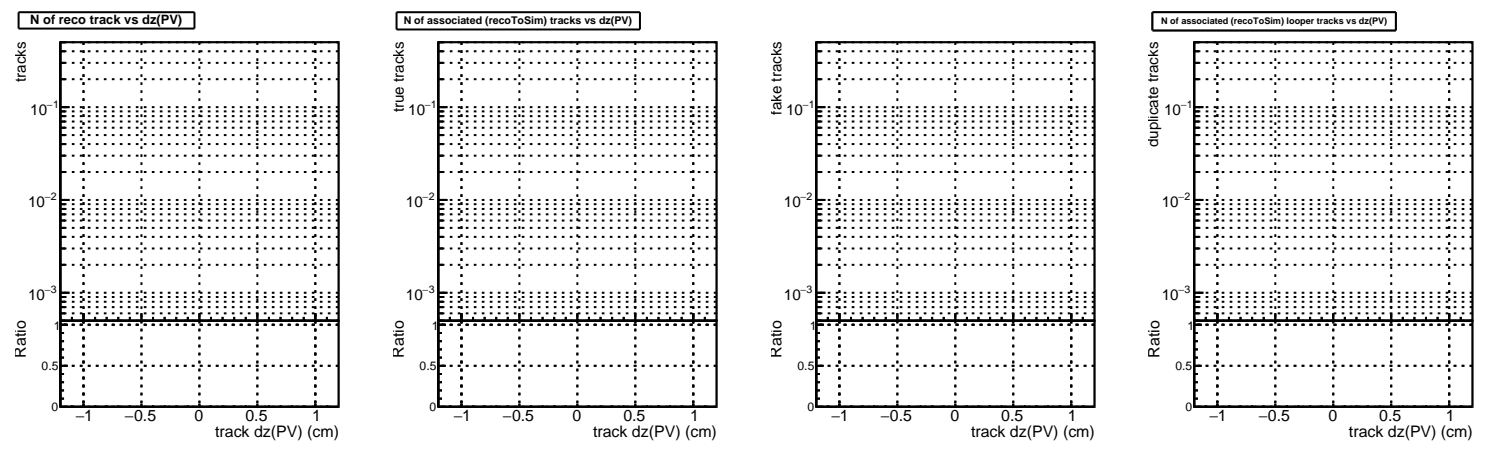 N of reco track vs dz(PV)
tracks
10−1
10−2
10−3
Ratio
1
0.5
0
−1 −0.5 0 0.5 1
track dz(PV) (cm)
N of associated (recoToSim) tracks vs dz(PV)
true tracks
10−1
10−2
10−3
Ratio
1
0.5
0
−1 −0.5 0 0.5 1
track dz(PV) (cm)
fake tracks
10−1
10−2
10−3
Ratio
1
0.5
0
−1 −0.5 0 0.5 1
track dz(PV) (cm)
N of associated (recoToSim) looper tracks vs dz(PV)
duplicate tracks
10−1
10−2
10−3
Ratio
1
0.5
0
−1 −0.5 0 0.5 1
track dz(PV) (cm)